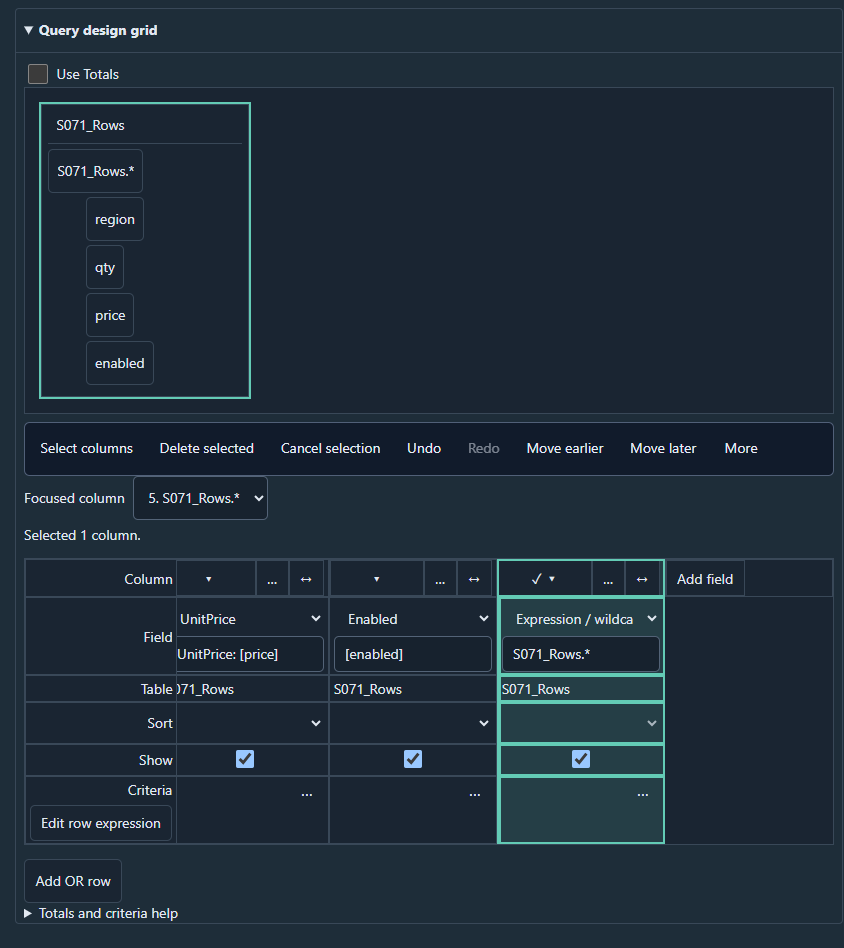 ▼ Query design grid
Use Totals
S071_Rows
S071_Rows.*
region
qty
price
enabled
Select columns Delete selected Cancel selection Undo Redo Move earlier Move later More
Focused column 5. S071_Rows.*
Selected 1 column.
Column ▼ ... ↔ ▼ ... ↔ ✓ ▼ ... ↔ Add field
Field UnitPrice Enabled Expression / wildca
UnitPrice: [price] [enabled] S071_Rows.*
Table 071_Rows S071_Rows S071_Rows
Sort
Show
Criteria ... ... ...
Edit row expression
Add OR row
▶ Totals and criteria help